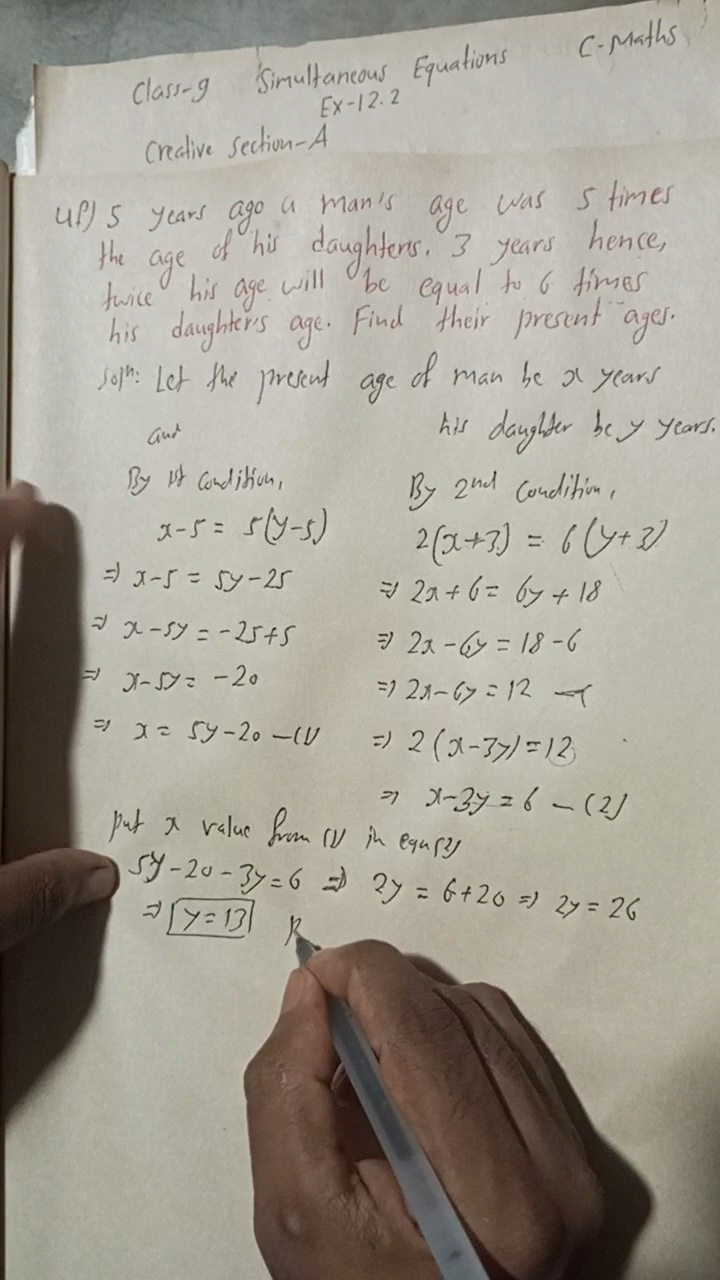 Class-9 Simultaneous Equations C-Maths
Ex-12.2
Creative section-A
5 years ago a man's age was 5 times
the age of his daughters. 3 years hence,
twice his age will be equal to 6 times
his daughter's age. Find their present ages.
Solⁿ: Let the present age of man be x years
and his daughter be y years.
By 1st condition,
x-5 = 5(y-5)
⇒ x-5 = 5y-25
⇒ x-5y = -25+5
⇒ x-5y = -20
⇒ x = 5y-20 —(1)
By 2nd condition,
2(x+3) = 6(y+3)
⇒ 2x+6 = 6y+18
⇒ 2x-6y = 18-6
⇒ 2x-6y = 12
⇒ 2(x-3y) = 12
⇒ x-3y = 6 —(2)
put x value from (1) in equn(2)
5y-20-3y=6 ⇒ 2y = 6+20 ⇒ 2y = 26
⇒ y=13